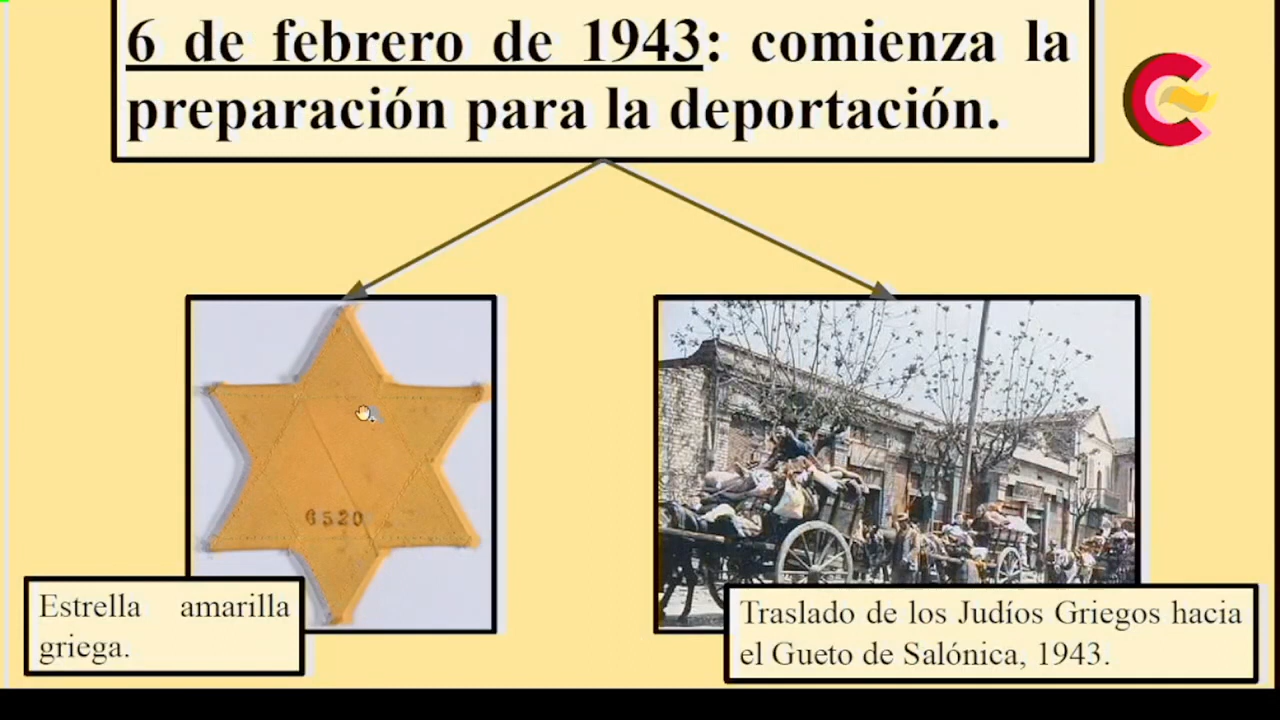 6 de febrero de 1943: comienza la
preparación para la deportación.
6520
Estrella amarilla
griega.
Traslado de los Judíos Griegos hacia
el Gueto de Salónica, 1943.